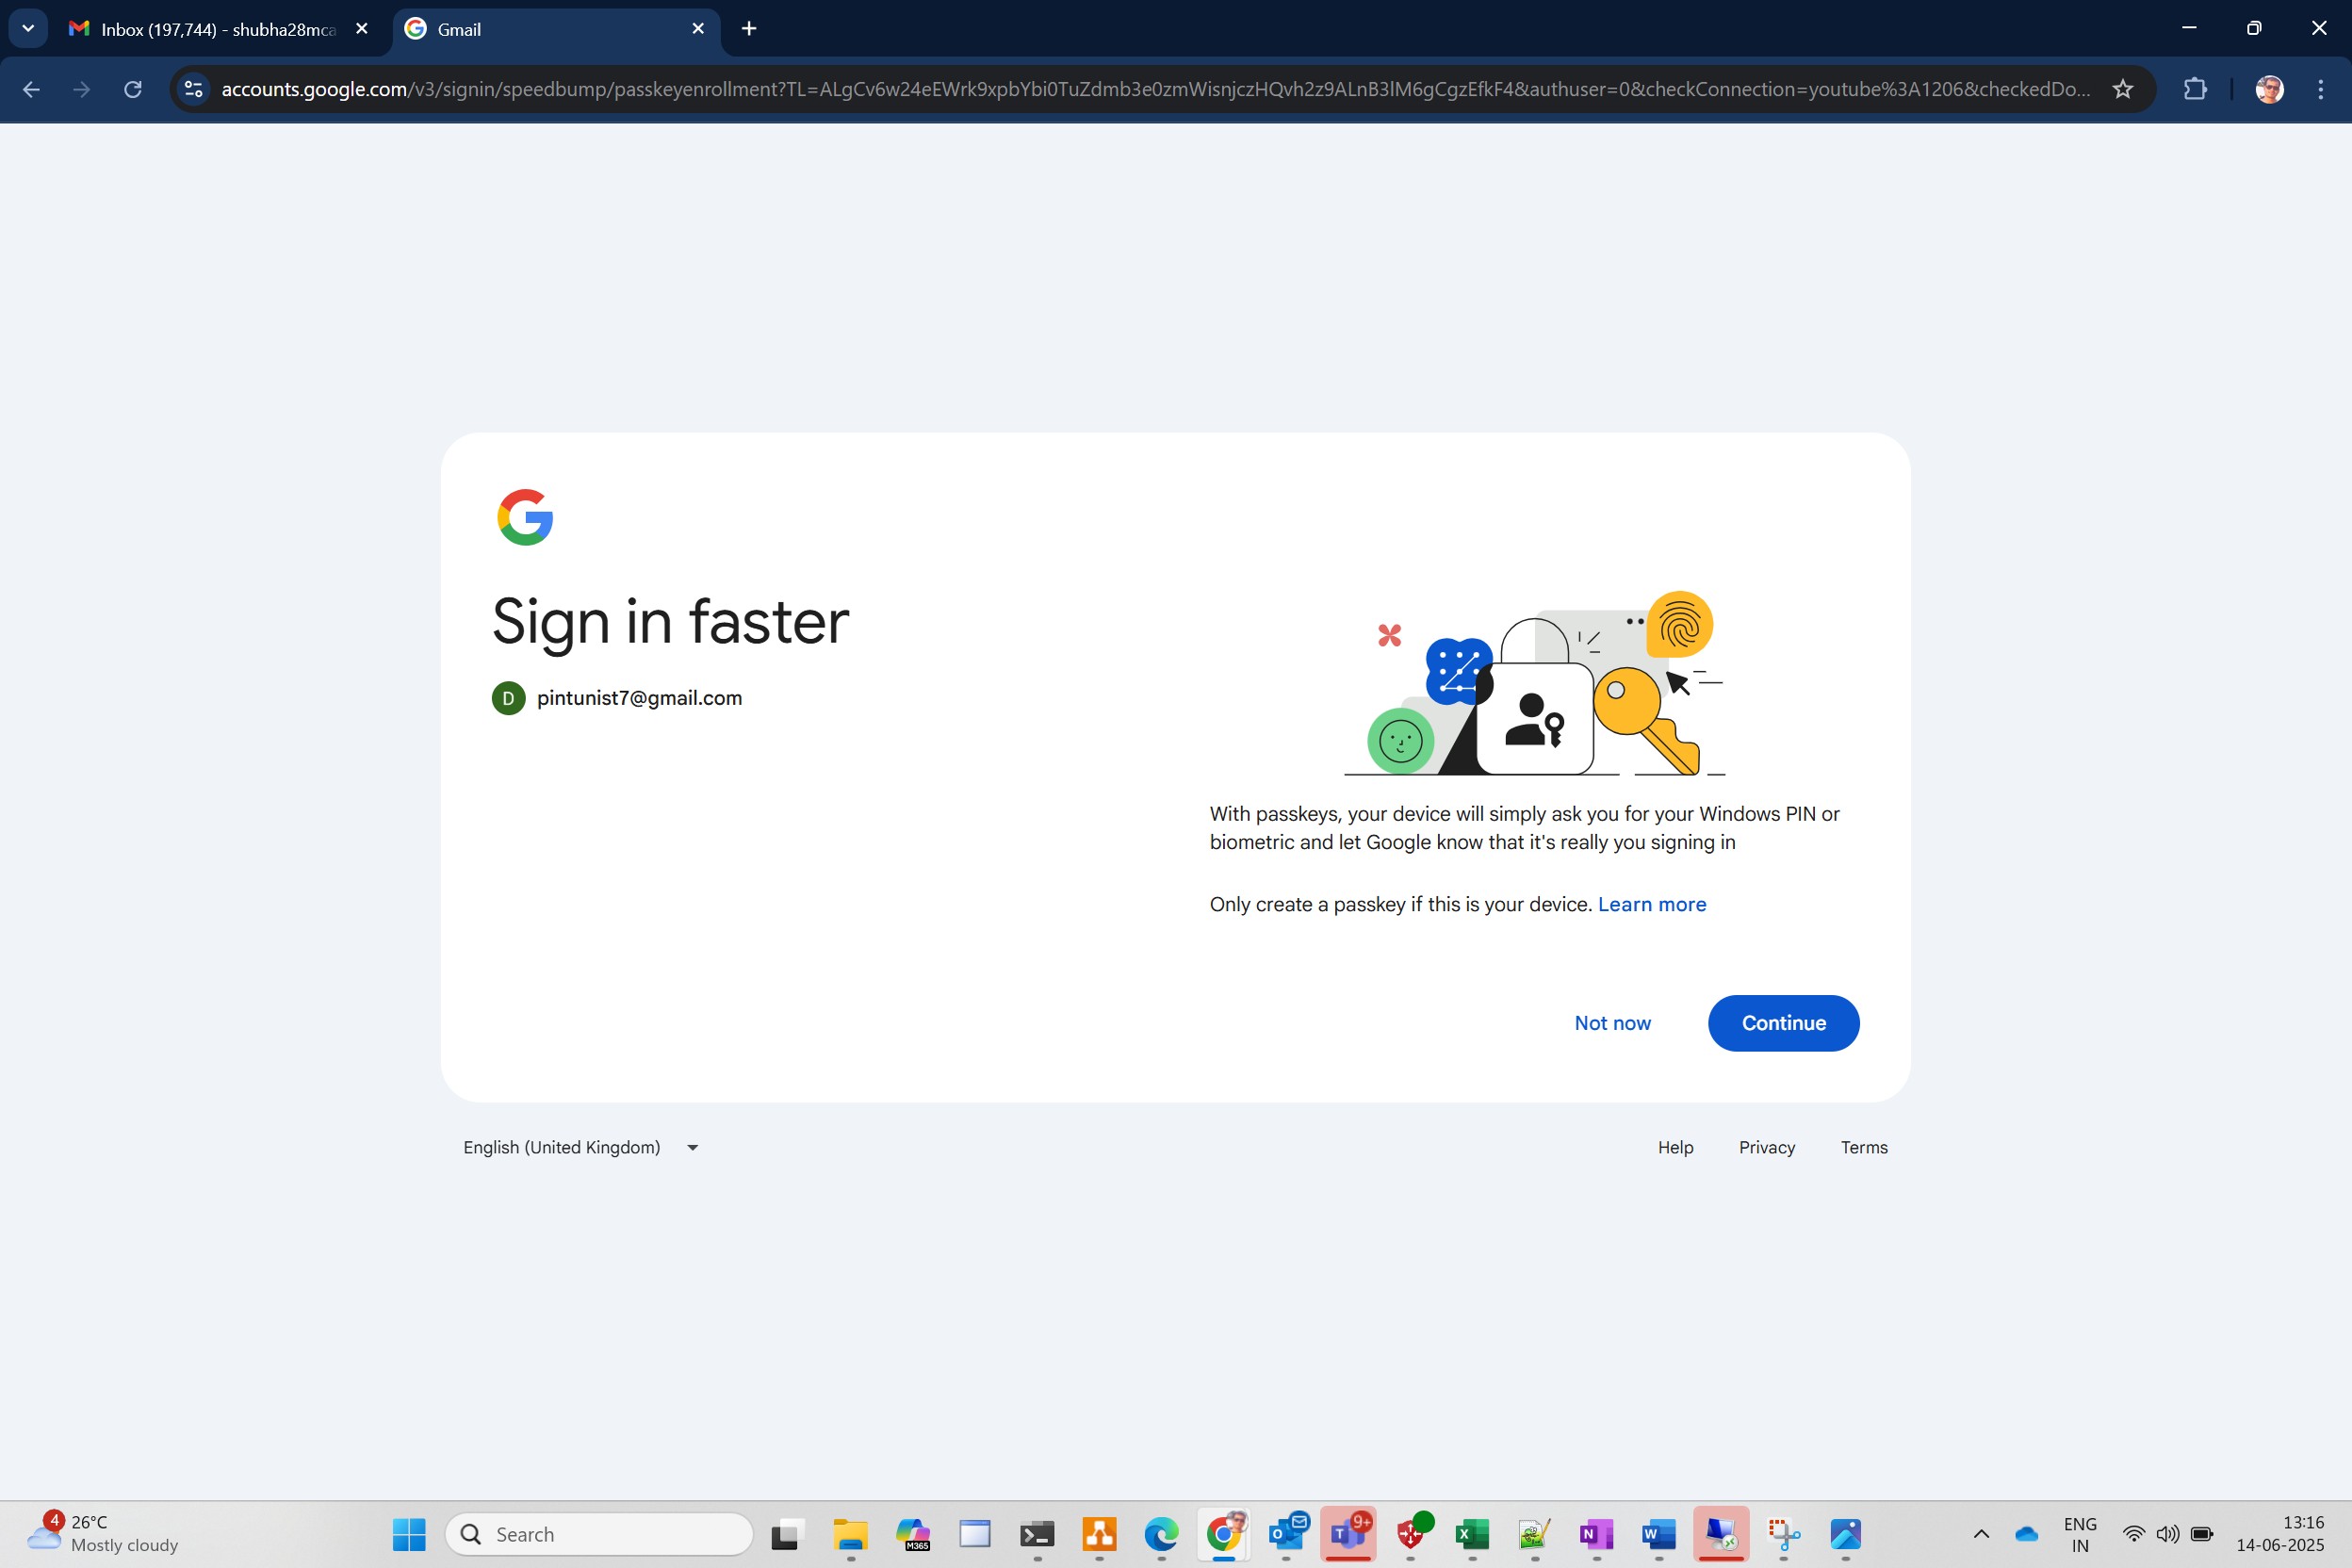 Inbox (197,744) - shubha28mca
Gmail
accounts.google.com/v3/signin/speedbump/passkeyenrollment?TL=ALgCv6w24eEWrk9xpbYbi0TuZdmb3e0zmWisnjczHQvh2z9ALnB3lM6gCgzEfkF4&authuser=0&checkConnection=youtube%3A1206&checkedDo...
Sign in faster
D
pintunist7@gmail.com
With passkeys, your device will simply ask you for your Windows PIN or
biometric and let Google know that it's really you signing in
Only create a passkey if this is your device. Learn more
Not now
Continue
English (United Kingdom)
Help
Privacy
Terms
4
26°C
Mostly cloudy
Search
M365
9+
ENG
IN
13:16
14-06-2025